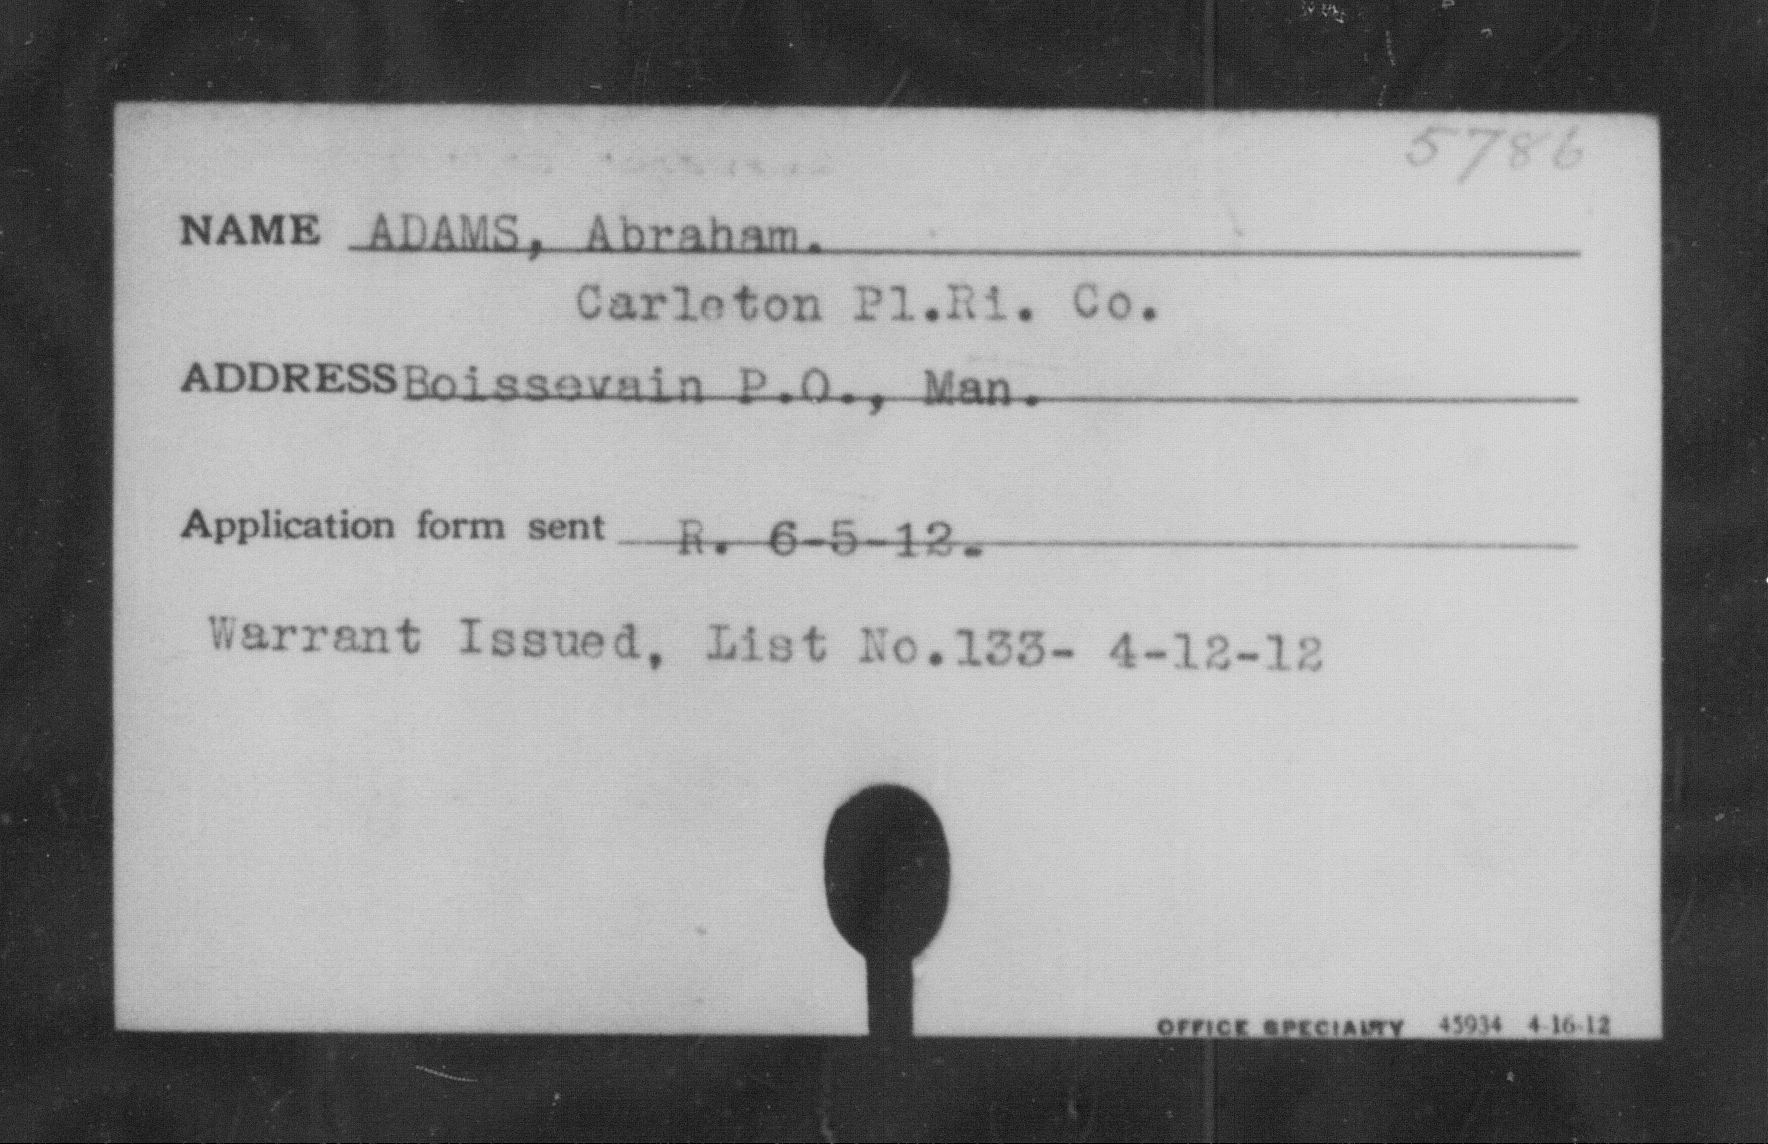 5786
NAME ADAMS, Abraham.
Carleton Pl.Ri. Co.
ADDRESS Boissevain P.O., Man.
Application form sent R. 6-5-12.
Warrant Issued, List No.133- 4-12-12
OFFICE SPECIALTY 45934 4-16-12